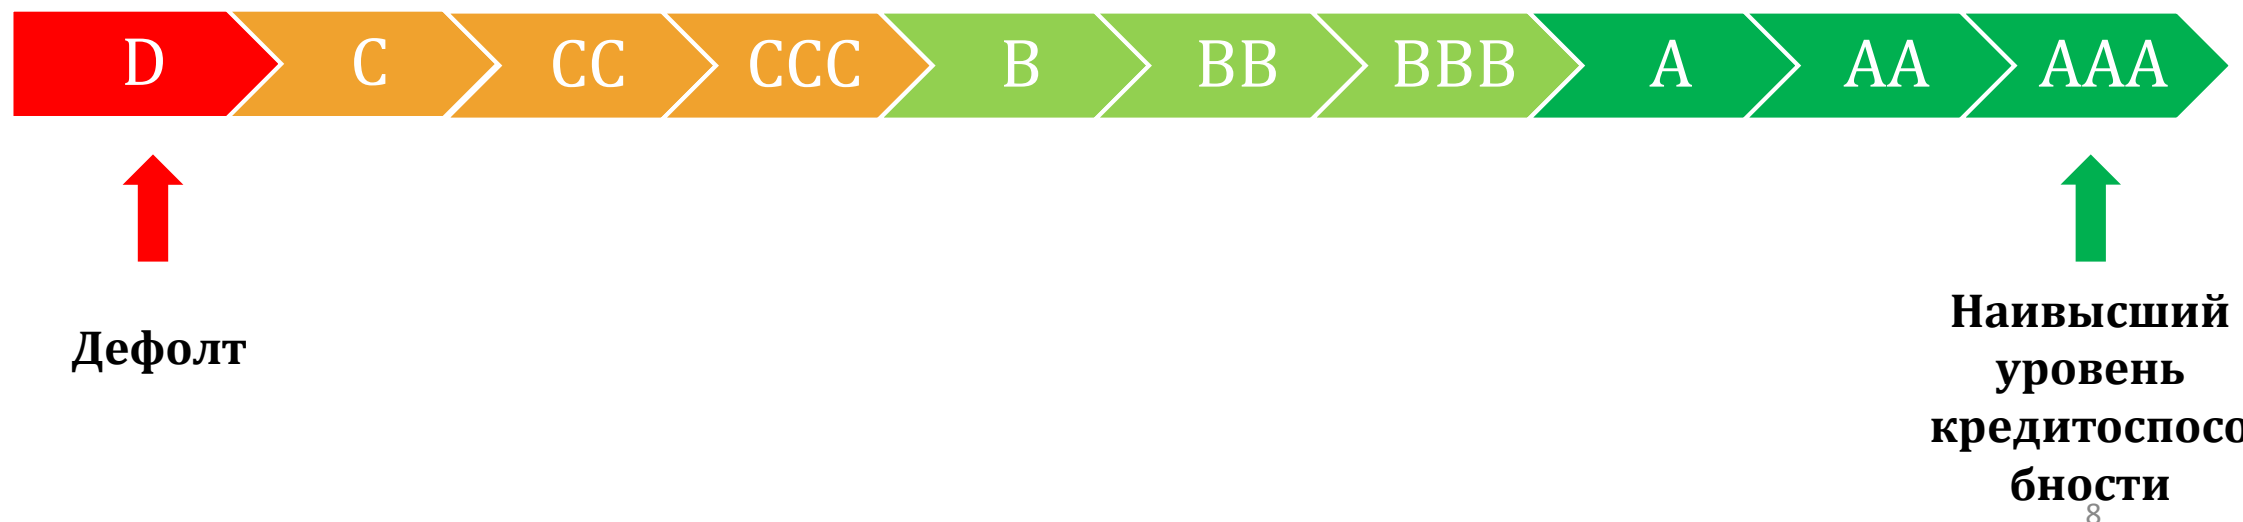 D C CC CCC B BB BBB A AA AAA
Дефолт
Наивысший
уровень
кредитоспосо
бности
8